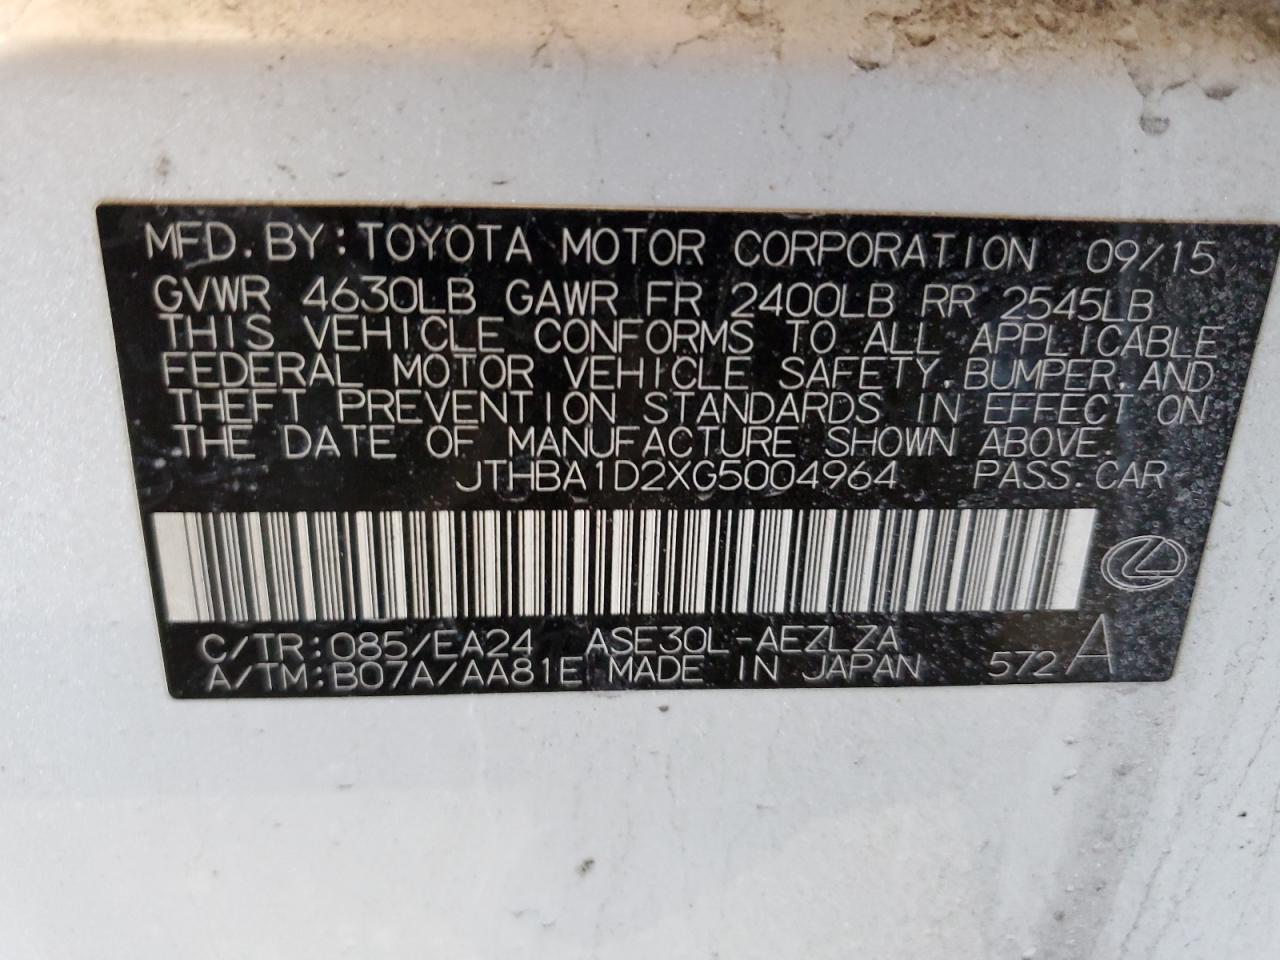 MFD. BY: TOYOTA MOTOR CORPORATION 09/15
GVWR 4630LB GAWR FR 2400LB RR 2545LB
THIS VEHICLE CONFORMS TO ALL APPLICABLE
FEDERAL MOTOR VEHICLE SAFETY, BUMPER, AND
THEFT PREVENTION STANDARDS IN EFFECT ON
THE DATE OF MANUFACTURE SHOWN ABOVE.
JTHBA1D2XG5004964 PASS. CAR
C/TR: 085/EA24 ASE30L-AEZLZA
A/TM: B07A/AA81E MADE IN JAPAN 572 A